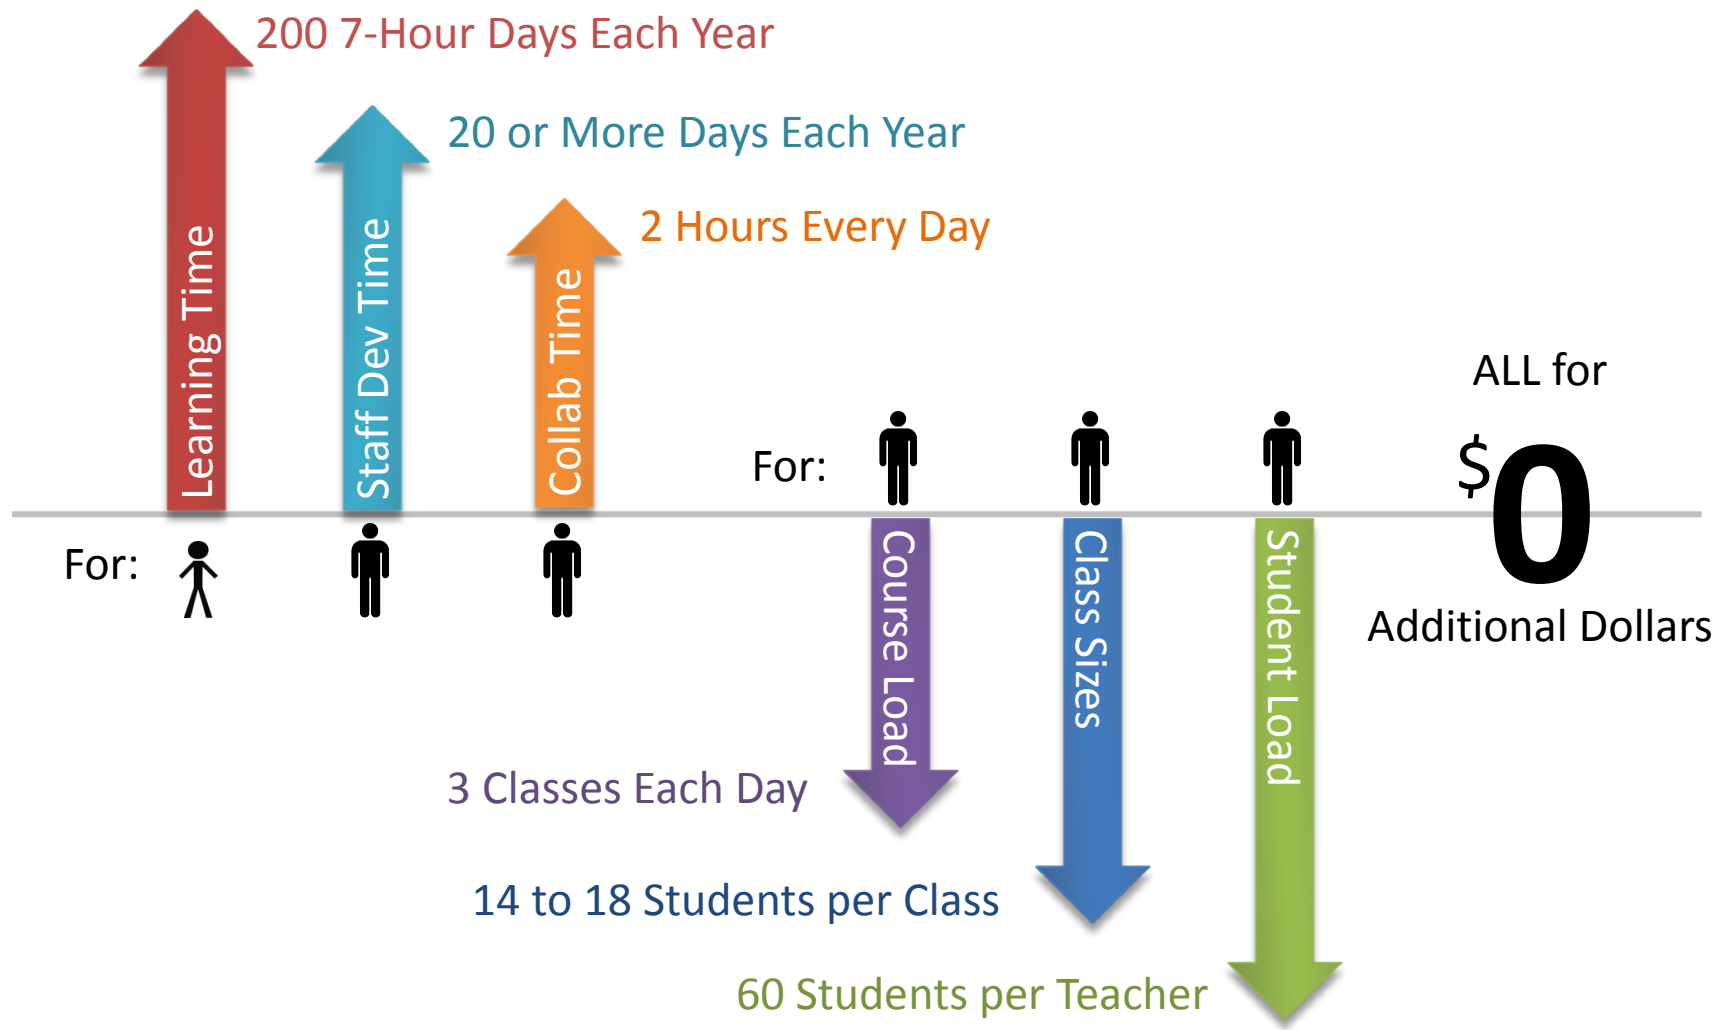 200 7-Hour Days Each Year
20 or More Days Each Year
2 Hours Every Day
Learning Time
Staff Dev Time
Collab Time
For:
For:
Course Load
Class Sizes
Student Load
3 Classes Each Day
14 to 18 Students per Class
60 Students per Teacher
ALL for
$0
Additional Dollars